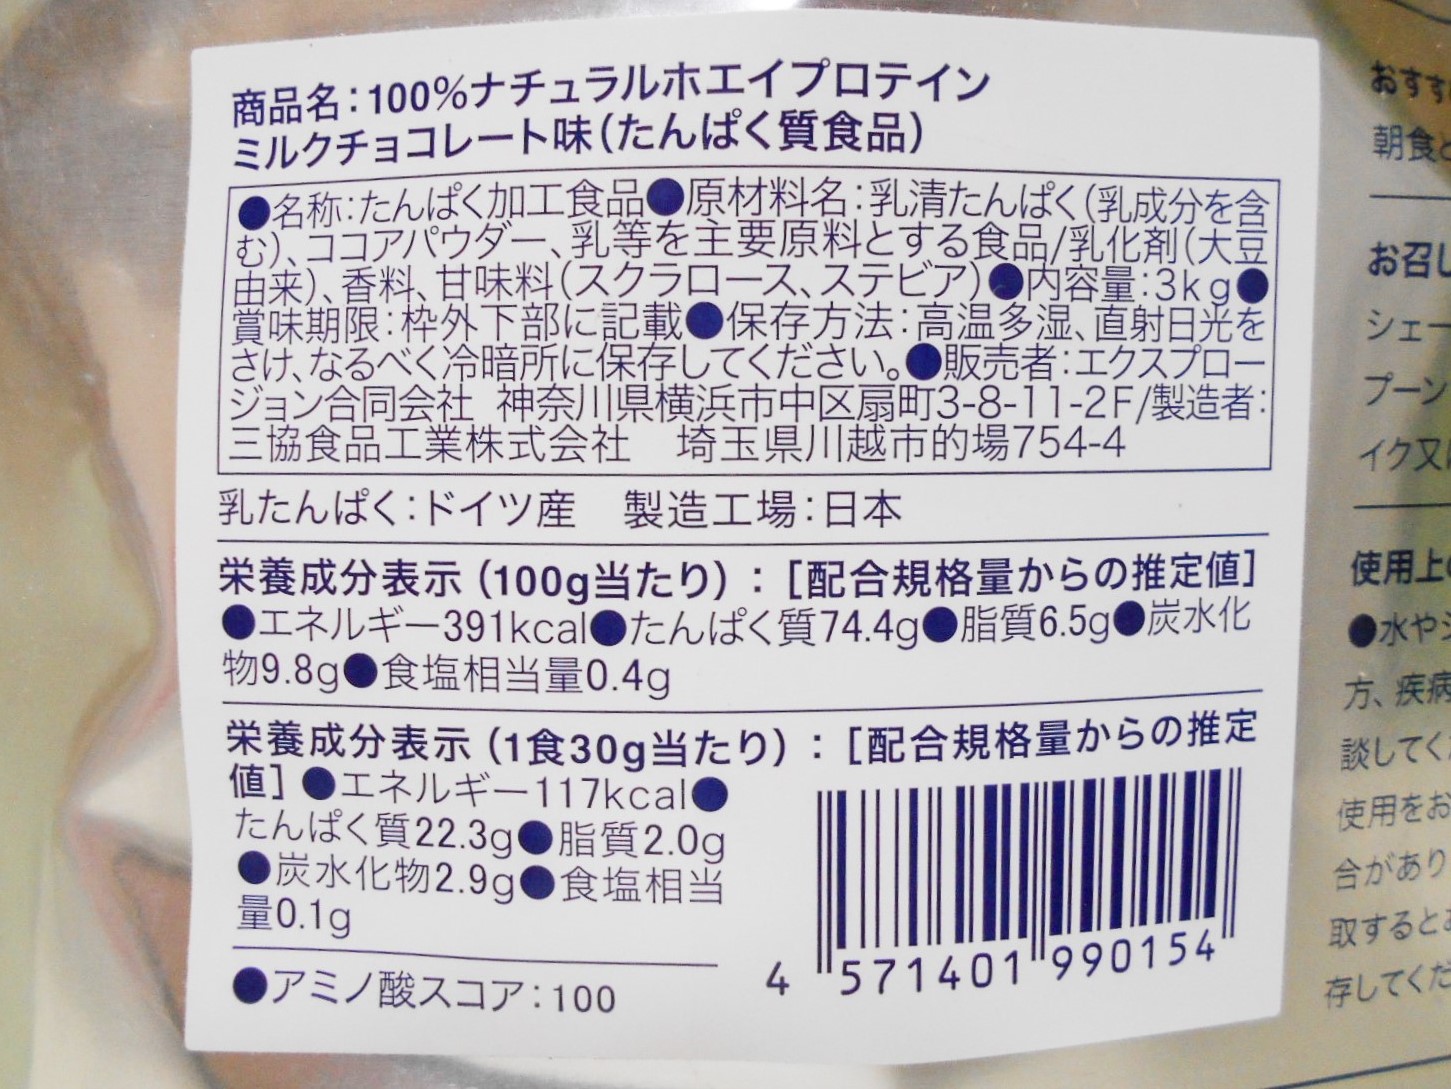 商品名:100%ナチュラルホエイプロテイン
ミルクチョコレート味(たんぱく質食品)
●名称:たんぱく加工食品●原材料名:乳清たんぱく(乳成分を含
む)、ココアパウダー、乳等を主要原料とする食品/乳化剤(大豆
由来)、香料、甘味料(スクラロース、ステビア)●内容量:3kg●
賞味期限:枠外下部に記載●保存方法:高温多湿、直射日光を
さけ、なるべく冷暗所に保存してください。●販売者:エクスプロー
ジョン合同会社 神奈川県横浜市中区扇町3-8-11-2F/製造者:
三協食品工業株式会社 埼玉県川越市的場754-4
乳たんぱく:ドイツ産 製造工場:日本
栄養成分表示(100g当たり):[配合規格量からの推定値]
●エネルギー391kcal●たんぱく質74.4g●脂質6.5g●炭水化
物9.8g●食塩相当量0.4g
栄養成分表示(1食30g当たり):[配合規格量からの推定
値]●エネルギー117kcal●
たんぱく質22.3g●脂質2.0g
●炭水化物2.9g●食塩相当
量0.1g
●アミノ酸スコア:100
4 571401 990154
おすす
朝食と
お召し
シェー
プーン
イク又
使用上
●水や
方、疾病
談してく
使用をお
合があり
取すると
存してくだ